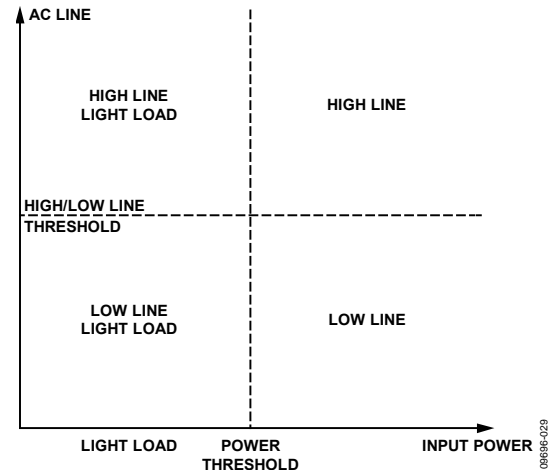 AC LINE
HIGH LINE
LIGHT LOAD
HIGH LINE
HIGH/LOW LINE
THRESHOLD
LOW LINE
LIGHT LOAD
LOW LINE
LIGHT LOAD
POWER
THRESHOLD
INPUT POWER
09696-029